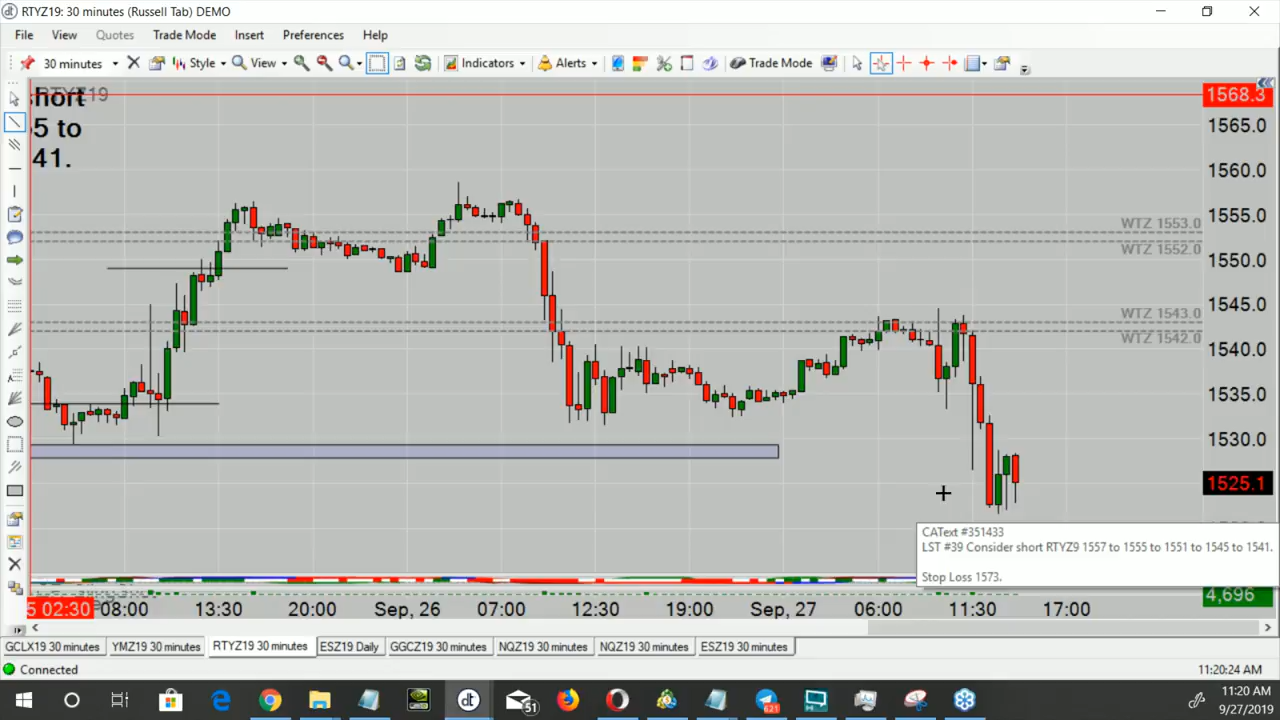 RTYZ19: 30 minutes (Russell Tab) DEMO
File View Quotes Trade Mode Insert Preferences Help
30 minutes Style View Indicators Alerts Trade Mode
RTYZ19
short
5 to
41.
1568.3
1565.0
1560.0
1555.0
1550.0
1545.0
1540.0
1535.0
1530.0
1525.1
WTZ 1553.0
WTZ 1552.0
WTZ 1543.0
WTZ 1542.0
CAText #351433
LST #39 Consider short RTYZ9 1557 to 1555 to 1551 to 1545 to 1541.
Stop Loss 1573.
4,696
5 02:30 08:00 13:30 20:00 Sep, 26 07:00 12:30 19:00 Sep, 27 06:00 11:30 17:00
GCLX19 30 minutes YMZ19 30 minutes RTYZ19 30 minutes ESZ19 Daily GGCZ19 30 minutes NQZ19 30 minutes NQZ19 30 minutes ESZ19 30 minutes
Connected 11:20:24 AM
dt 51 621 11:20 AM
9/27/2019